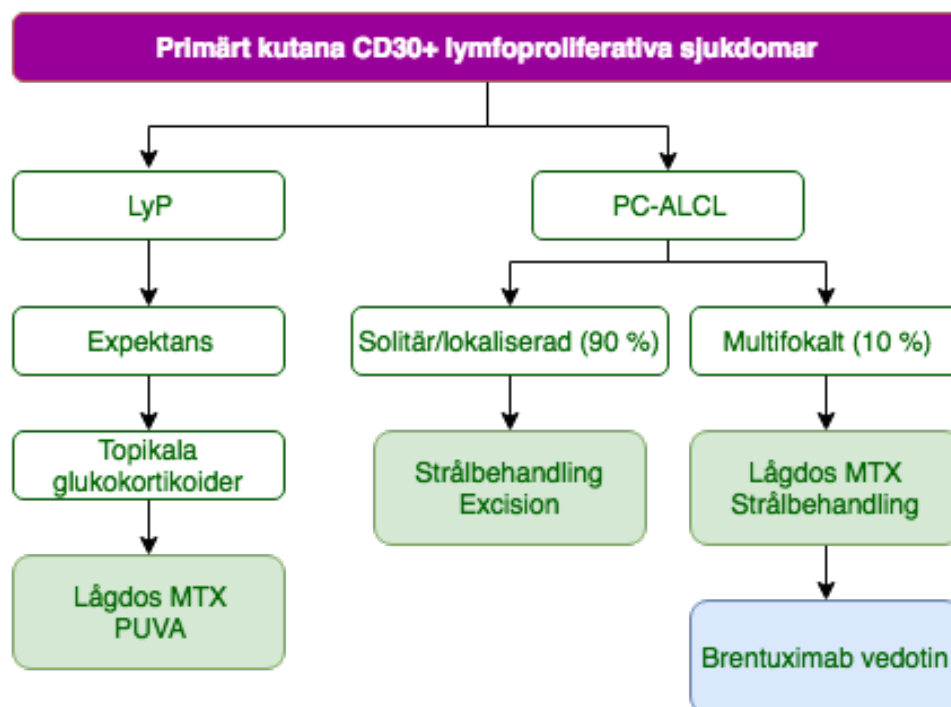 Primärt kutana CD30+ lymfoproliferativa sjukdomar
LyP
PC-ALCL
Expektans
Solitär/lokaliserad (90 %)
Multifokalt (10 %)
Topikala
glukokortikoider
Strålbehandling
Excision
Lågdos MTX
Strålbehandling
Lågdos MTX
PUVA
Brentuximab vedotin